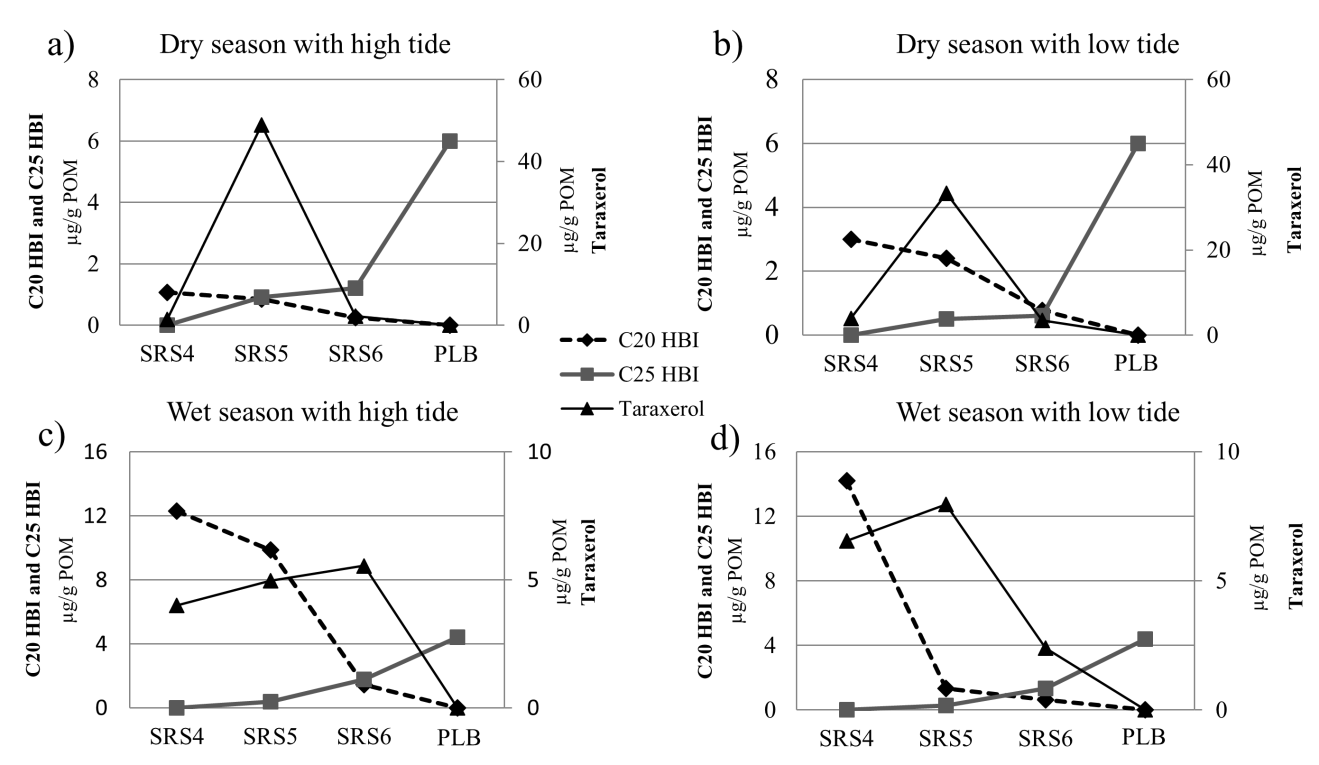 a)
Dry season with high tide
8
6
4
2
0
60
40
20
0
C20 HBI and C25 HBI
µg/g POM
µg/g POM
Taraxerol
SRS4 SRS5 SRS6 PLB
b)
Dry season with low tide
8
6
4
2
0
60
40
20
0
C20 HBI and C25 HBI
µg/g POM
µg/g POM
Taraxerol
SRS4 SRS5 SRS6 PLB
C20 HBI
C25 HBI
Taraxerol
c)
Wet season with high tide
16
12
8
4
0
10
5
0
C20 HBI and C25 HBI
µg/g POM
µg/g POM
Taraxerol
SRS4 SRS5 SRS6 PLB
d)
Wet season with low tide
16
12
8
4
0
10
5
0
C20 HBI and C25 HBI
µg/g POM
µg/g POM
Taraxerol
SRS4 SRS5 SRS6 PLB